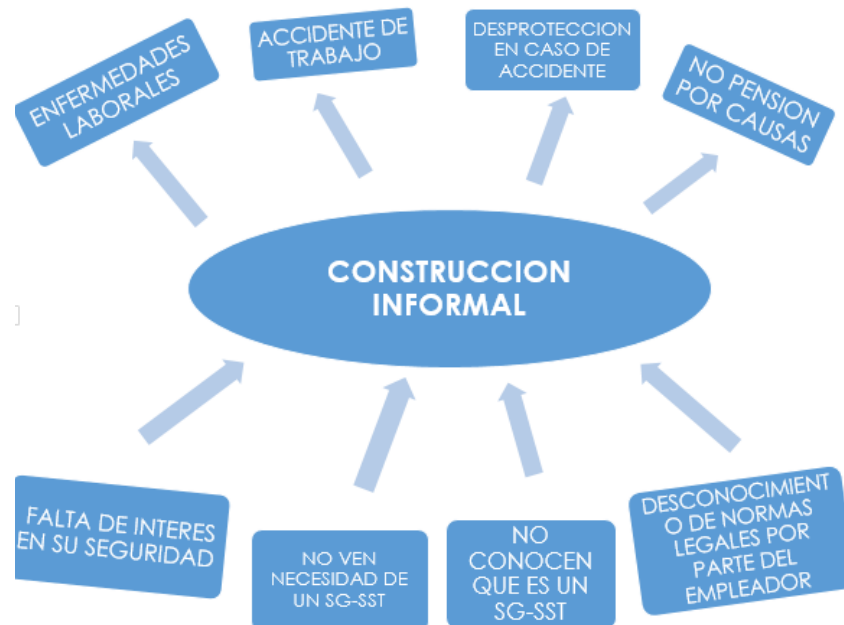 ENFERMEDADES
LABORALES
ACCIDENTE DE
TRABAJO
DESPROTECCION
EN CASO DE
ACCIDENTE
NO PENSION
POR CAUSAS
CONSTRUCCION
INFORMAL
FALTA DE INTERES
EN SU SEGURIDAD
NO VEN
NECESIDAD DE
UN SG-SST
NO
CONOCEN
QUE ES UN
SG-SST
DESCONOCIMIENT
O DE NORMAS
LEGALES POR
PARTE DEL
EMPLEADOR